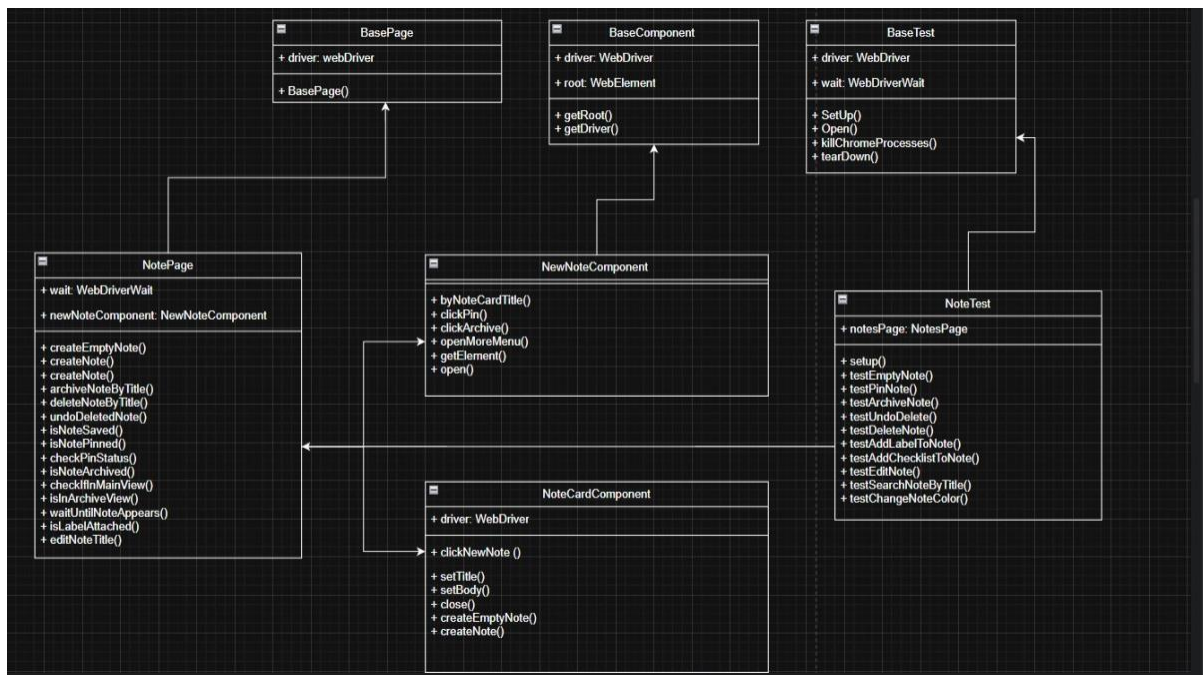 BasePage
+ driver: webDriver
+ BasePage()
BaseComponent
+ driver: WebDriver
+ root: WebElement
+ getRoot()
+ getDriver()
BaseTest
+ driver: WebDriver
+ wait: WebDriverWait
+ SetUp()
+ Open()
+ killChromeProcesses()
+ tearDown()
NotePage
+ wait: WebDriverWait
+ newNoteComponent: NewNoteComponent
+ createEmptyNote()
+ createNote()
+ createNote()
+ archiveNoteByTitle()
+ deleteNoteByTitle()
+ undoDeletedNote()
+ isNoteSaved()
+ isNotePinned()
+ checkPinStatus()
+ isNoteArchived()
+ checkIfInMainView()
+ isInArchiveView()
+ waitUntilNoteAppears()
+ isLabelAttached()
+ editNoteTitle()
NewNoteComponent
+ byNoteCardTitle()
+ clickPin()
+ clickArchive()
+ openMoreMenu()
+ getElement()
+ open()
NoteTest
+ notesPage: NotesPage
+ setup()
+ testEmptyNote()
+ testPinNote()
+ testArchiveNote()
+ testUndoDelete()
+ testDeleteNote()
+ testAddLabelToNote()
+ testAddChecklistToNote()
+ testEditNote()
+ testSearchNoteByTitle()
+ testChangeNoteColor()
NoteCardComponent
+ driver: WebDriver
+ clickNewNote ()
+ setTitle()
+ setBody()
+ close()
+ createEmptyNote()
+ createNote()